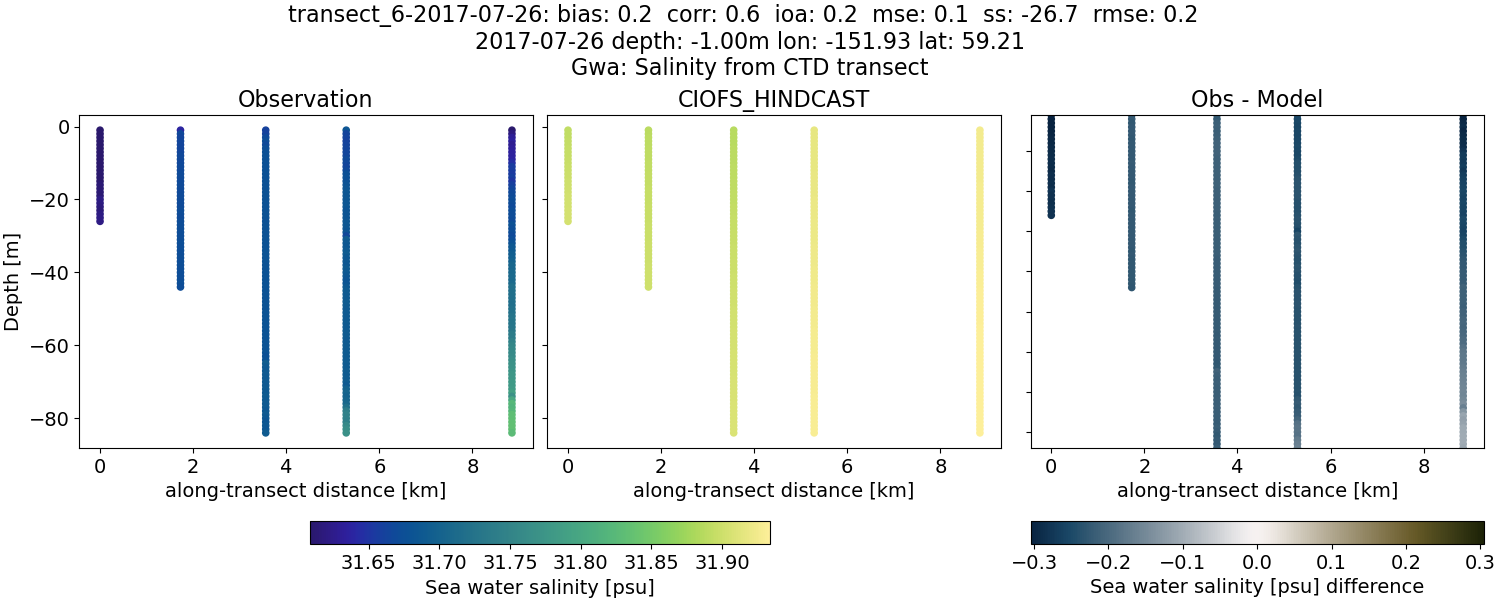 transect_6-2017-07-26: bias: 0.2  corr: 0.6  ioa: 0.2  mse: 0.1  ss: -26.7  rmse: 0.2
2017-07-26 depth: -1.00m lon: -151.93 lat: 59.21
Gwa: Salinity from CTD transect
Observation
CIOFS_HINDCAST
Obs - Model
Depth [m]
0
−20
−40
−60
−80
0 2 4 6 8
0 2 4 6 8
0 2 4 6 8
along-transect distance [km]
along-transect distance [km]
along-transect distance [km]
31.65 31.70 31.75 31.80 31.85 31.90
Sea water salinity [psu]
−0.3 −0.2 −0.1 0.0 0.1 0.2 0.3
Sea water salinity [psu] difference